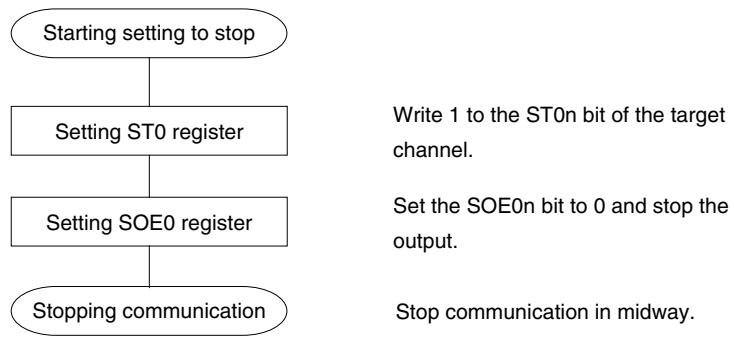 Starting setting to stop
Setting ST0 register
Write 1 to the ST0n bit of the target
channel.
Setting SOE0 register
Set the SOE0n bit to 0 and stop the
output.
Stopping communication
Stop communication in midway.